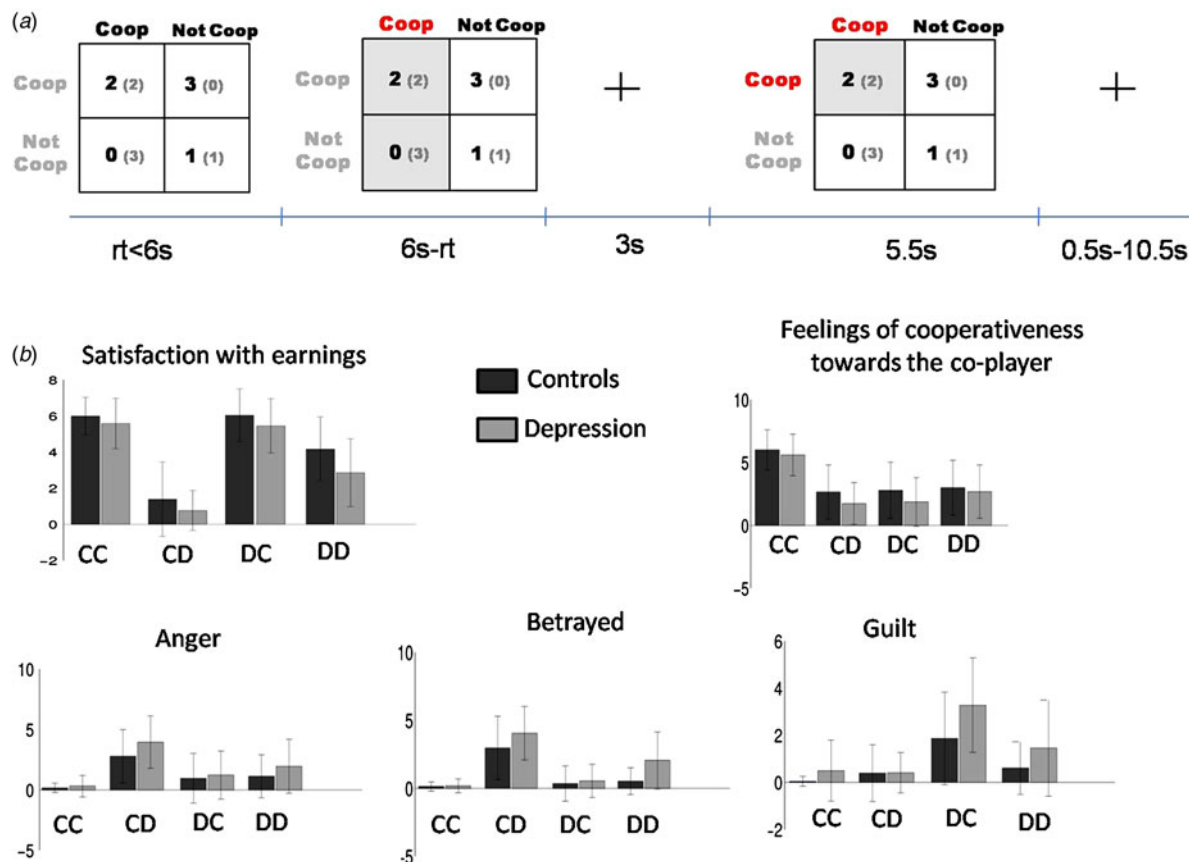 (a)
Coop Not Coop
Coop 2 (2) 3 (0)
Not
Coop 0 (3) 1 (1)
Coop Not Coop
2 (2) 3 (0)
0 (3) 1 (1)
Coop Not Coop
Coop 2 (2) 3 (0)
Not
Coop 0 (3) 1 (1)
rt<6s 6s-rt 3s 5.5s 0.5s-10.5s
(b)
Satisfaction with earnings
8
6
4
2
0
−2
CC CD DC DD
Controls
Depression
Feelings of cooperativeness
towards the co-player
10
5
0
−5
CC CD DC DD
Anger
10
5
0
−5
CC CD DC DD
Betrayed
10
5
0
−5
CC CD DC DD
Guilt
6
4
2
0
−2
CC CD DC DD